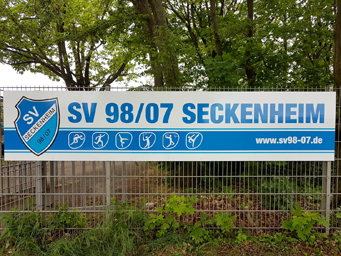 SV
SECKENHEIM
98-07
SV 98/07 SECKENHEIM
www.sv98-07.de